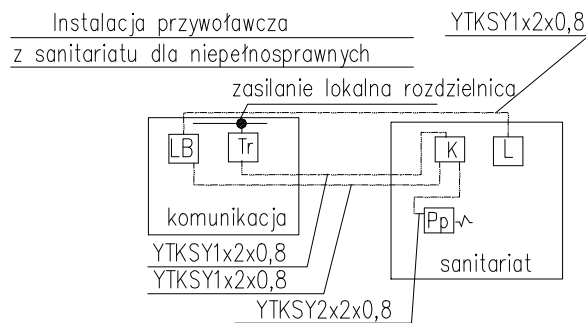 Instalacja przywoławcza
YTKSY1x2x0,8
z sanitariatu dla niepełnosprawnych
zasilanie lokalna rozdzielnica
LB
Tr
K
L
Pp
komunikacja
sanitariat
YTKSY1x2x0,8
YTKSY1x2x0,8
YTKSY2x2x0,8